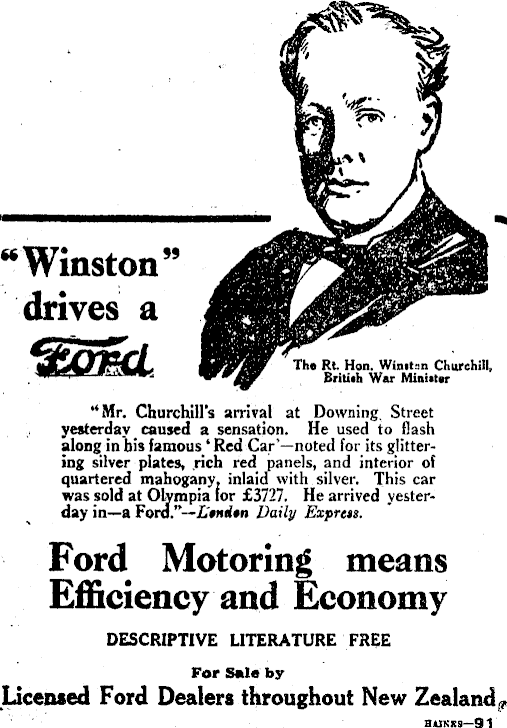 "Winston"
drives a
Ford
The Rt. Hon. Winston Churchill,
British War Minister
"Mr. Churchill's arrival at Downing Street
yesterday caused a sensation. He used to flash
along in his famous 'Red Car'—noted for its glitter-
ing silver plates, rich red panels, and interior of
quartered mahogany, inlaid with silver. This car
was sold at Olympia for £3727. He arrived yester-
day in—a Ford."—London Daily Express.
Ford Motoring means
Efficiency and Economy
DESCRIPTIVE LITERATURE FREE
For Sale by
Licensed Ford Dealers throughout New Zealand
HAINES—91